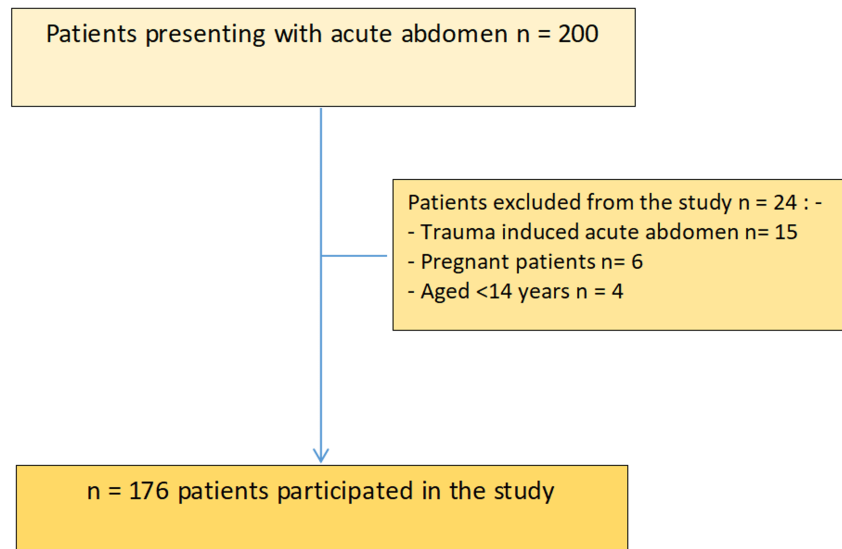 Patients presenting with acute abdomen n = 200
Patients excluded from the study n = 24 : -
- Trauma induced acute abdomen n= 15
- Pregnant patients n= 6
- Aged <14 years n = 4
n = 176 patients participated in the study